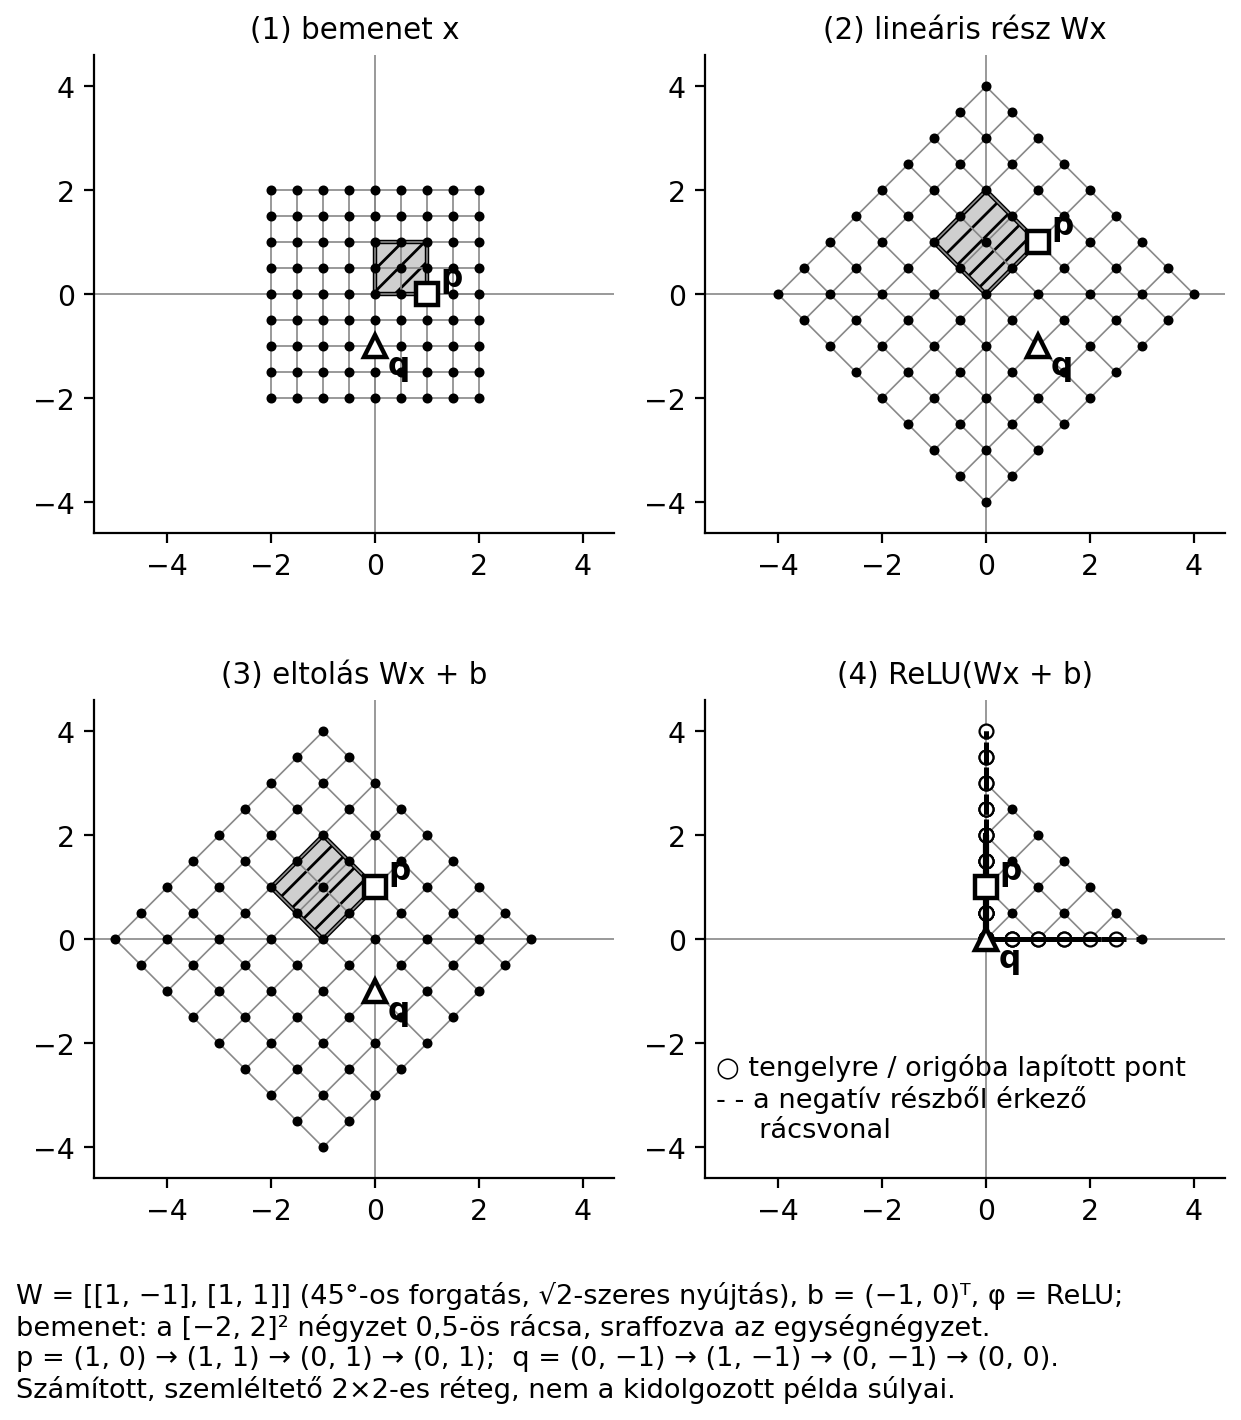 (1) bemenet x
(2) lineáris rész Wx
4
2
0
−2
−4
−4
−2
0
2
4
p
q
4
2
0
−2
−4
−4
−2
0
2
4
p
q
(3) eltolás Wx + b
(4) ReLU(Wx + b)
4
2
0
−2
−4
−4
−2
0
2
4
p
q
4
2
0
−2
−4
−4
−2
0
2
4
p
q
○ tengelyre / origóba lapított pont
- - a negatív részből érkező
rácsvonal
W = [[1, −1], [1, 1]] (45°-os forgatás, √2-szeres nyújtás), b = (−1, 0)ᵀ, φ = ReLU;
bemenet: a [−2, 2]² négyzet 0,5-ös rácsa, sraffozva az egységnégyzet.
p = (1, 0) → (1, 1) → (0, 1) → (0, 1);  q = (0, −1) → (1, −1) → (0, −1) → (0, 0).
Számított, szemléltető 2×2-es réteg, nem a kidolgozott példa súlyai.